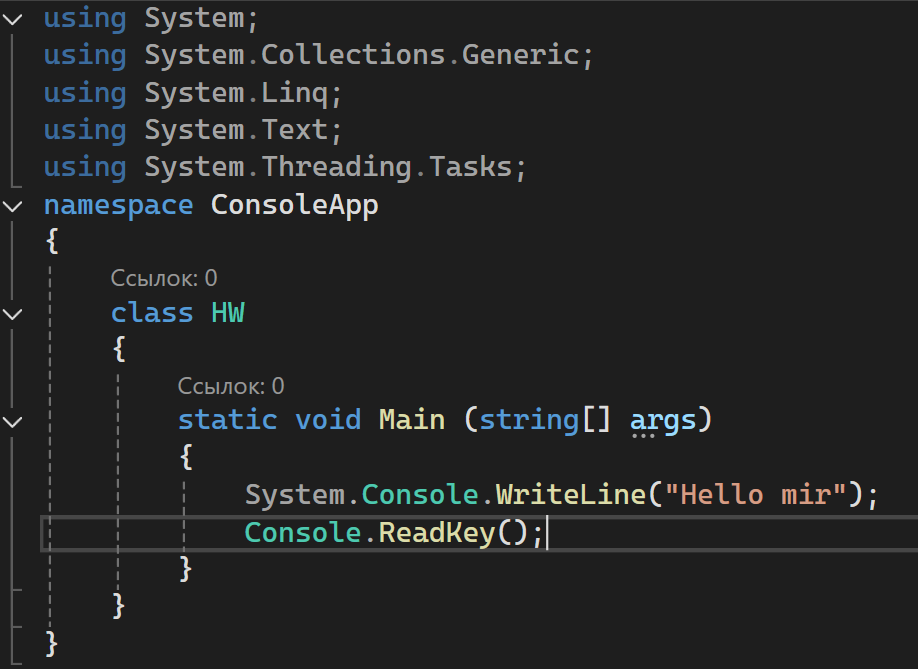 using System;
using System.Collections.Generic;
using System.Linq;
using System.Text;
using System.Threading.Tasks;
namespace ConsoleApp
{
Ссылок: 0
class HW
{
Ссылок: 0
static void Main (string[] args)
{
System.Console.WriteLine("Hello mir");
Console.ReadKey();
}
}
}